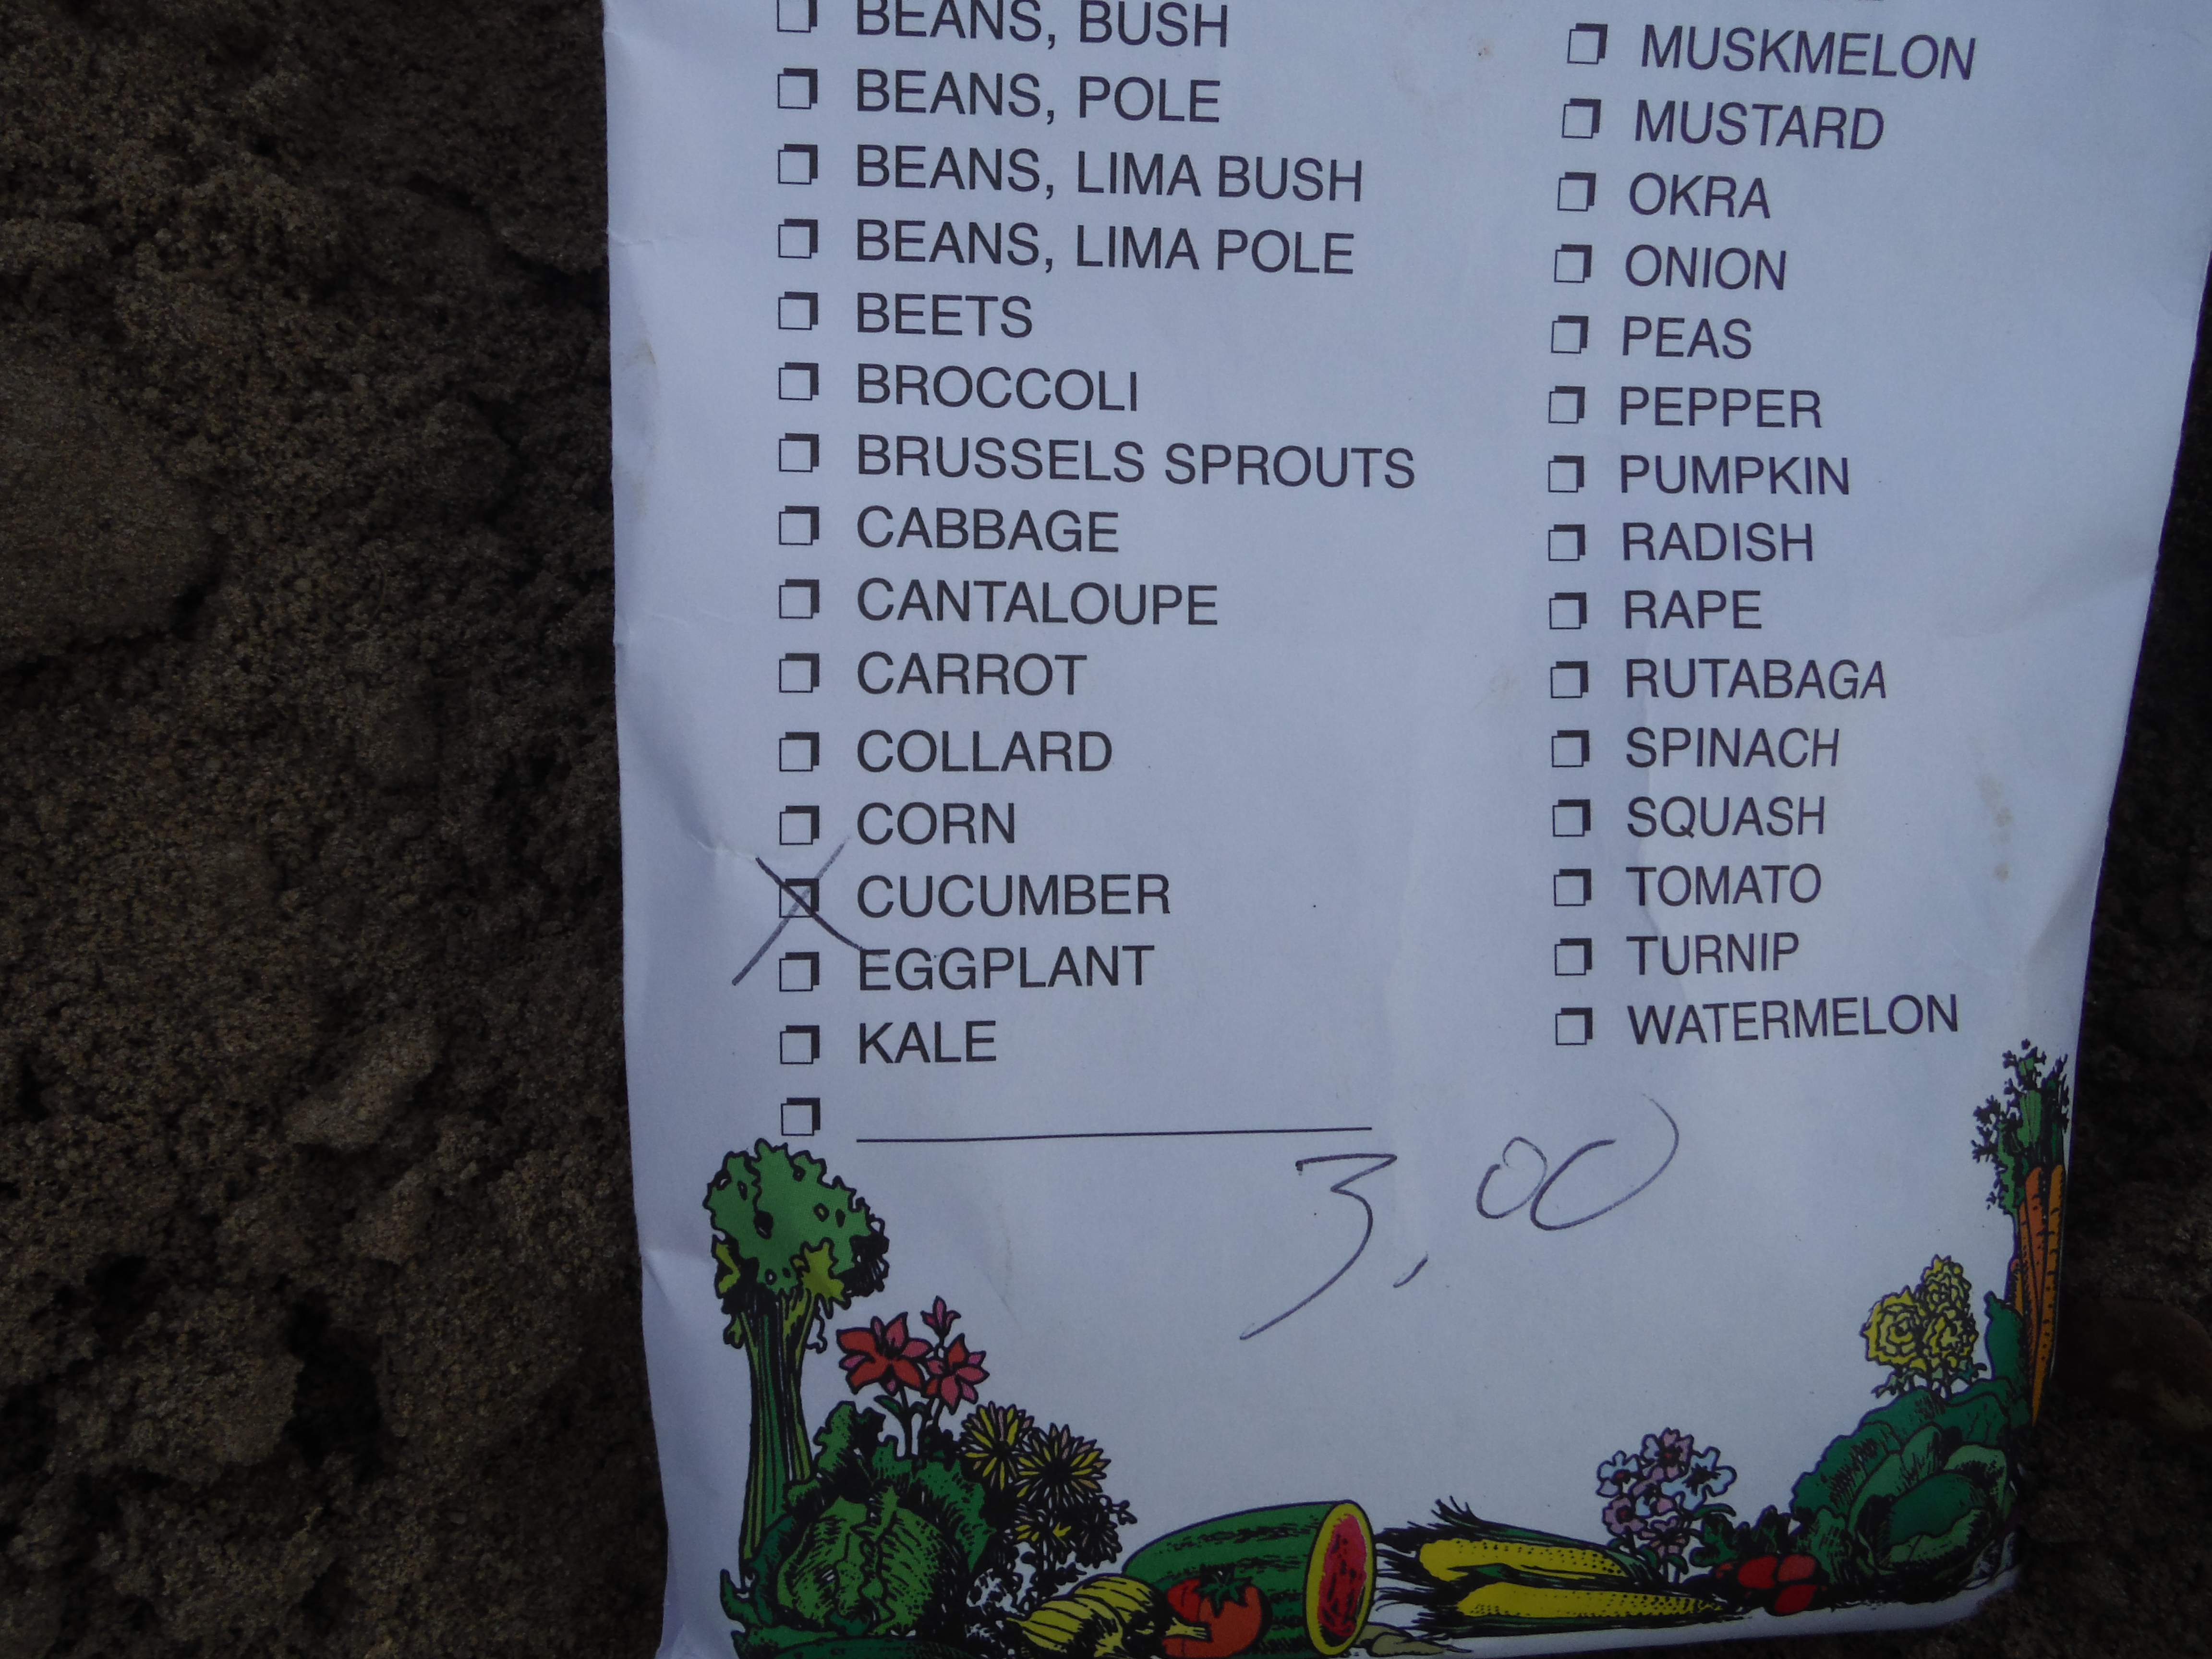 BEANS, BUSH
BEANS, POLE
BEANS, LIMA BUSH
BEANS, LIMA POLE
BEETS
BROCCOLI
BRUSSELS SPROUTS
CABBAGE
CANTALOUPE
CARROT
COLLARD
CORN
CUCUMBER
EGGPLANT
KALE
MUSKMELON
MUSTARD
OKRA
ONION
PEAS
PEPPER
PUMPKIN
RADISH
RAPE
RUTABAGA
SPINACH
SQUASH
TOMATO
TURNIP
WATERMELON
3.00